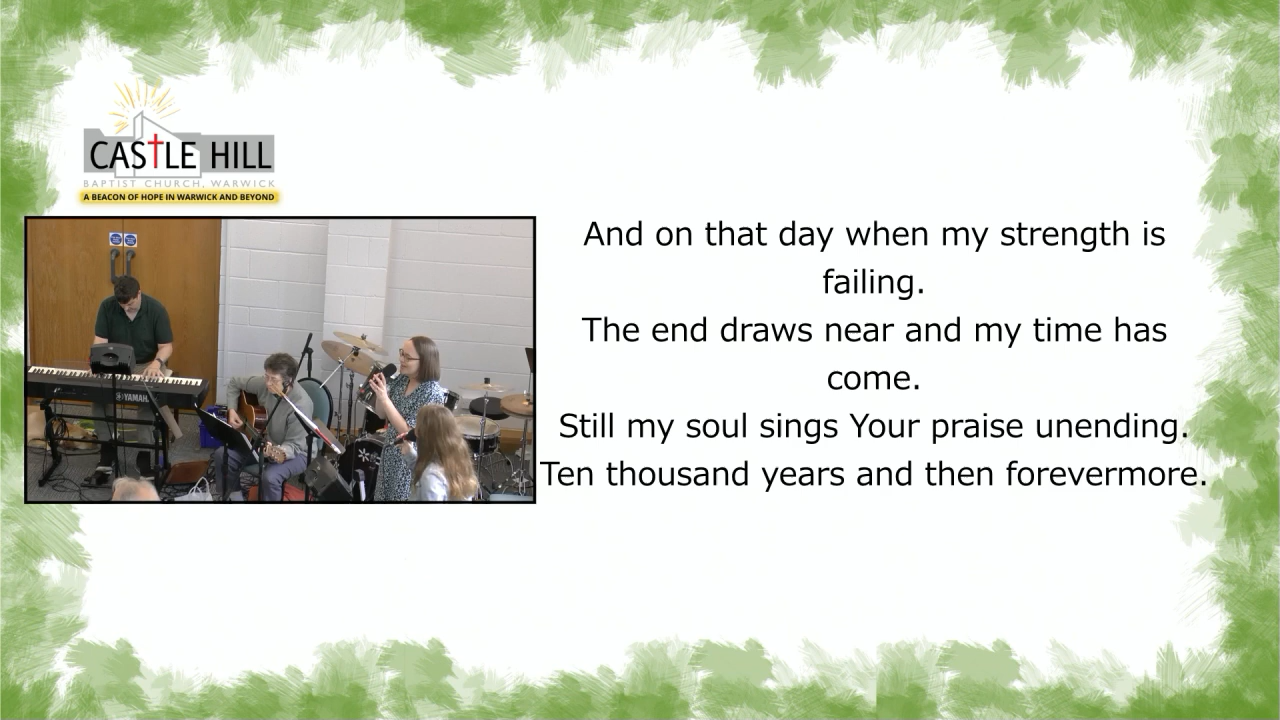 CASTLE HILL
BAPTIST CHURCH, WARWICK
A BEACON OF HOPE IN WARWICK AND BEYOND
YAMAHA
And on that day when my strength is
failing.
The end draws near and my time has
come.
Still my soul sings Your praise unending.
Ten thousand years and then forevermore.